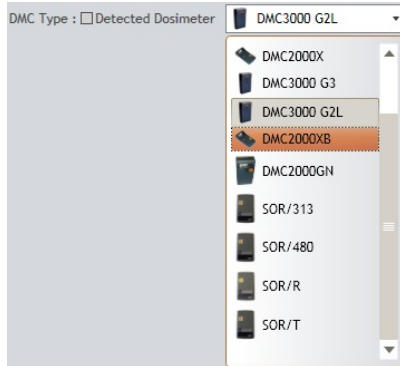 DMC Type : Detected Dosimeter DMC3000 G2L
DMC2000X
DMC3000 G3
DMC3000 G2L
DMC2000XB
DMC2000GN
SOR/313
SOR/480
SOR/R
SOR/T